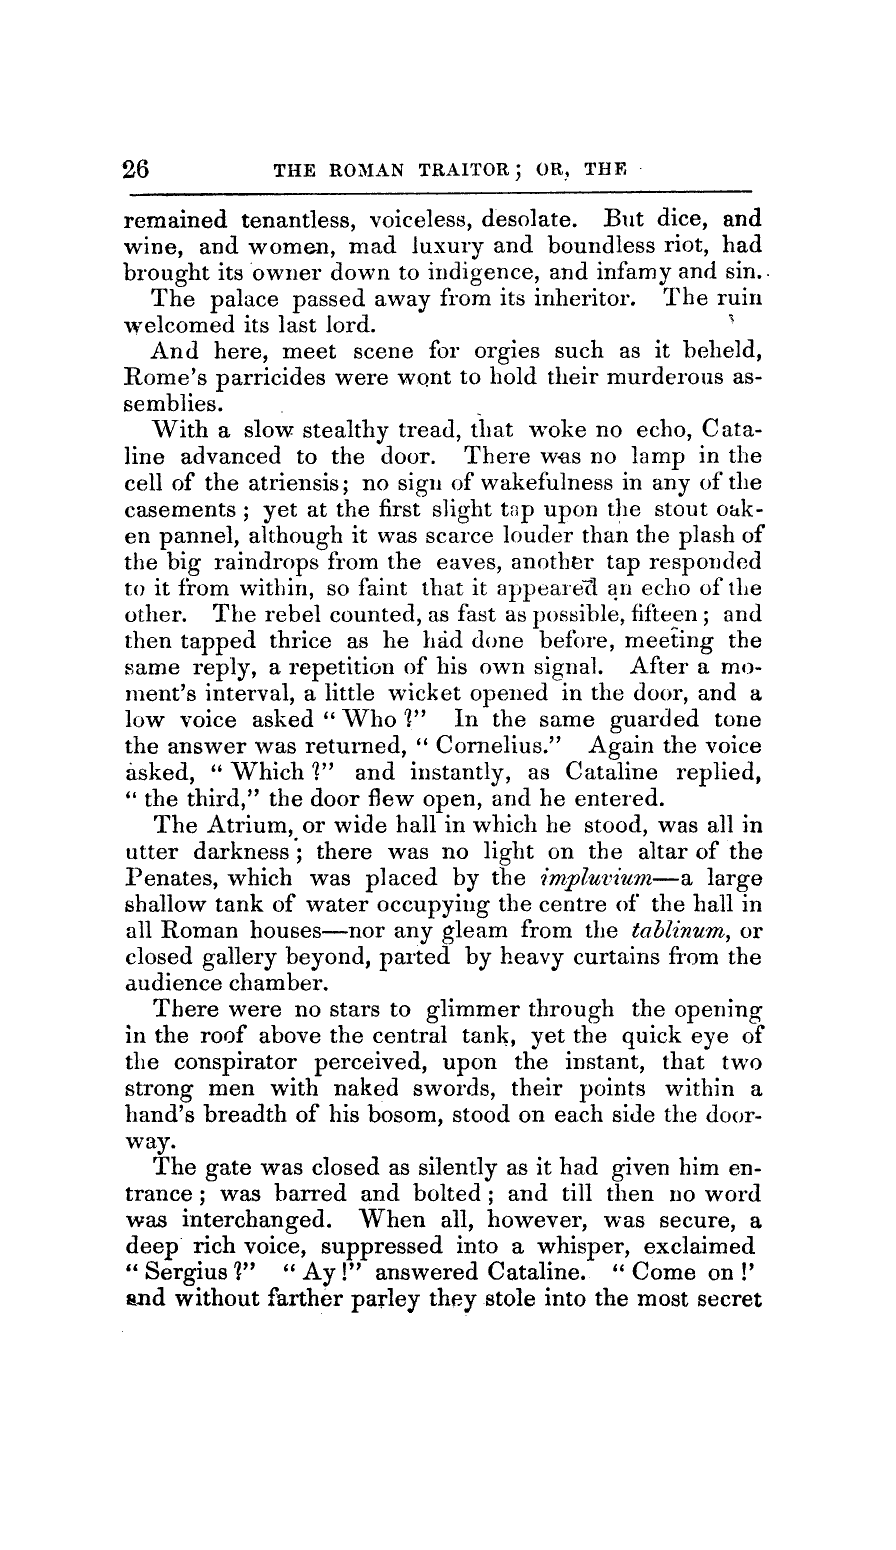 26 THE ROMAN TRAITOR; OR, THE
remained tenantless, voiceless, desolate. But dice, and
wine, and women, mad luxury and boundless riot, had
brought its owner down to indigence, and infamy and sin.
The palace passed away from its inheritor. The ruin
welcomed its last lord.
And here, meet scene for orgies such as it beheld,
Rome's parricides were wont to hold their murderous as-
semblies.
With a slow stealthy tread, that woke no echo, Cata-
line advanced to the door. There was no lamp in the
cell of the atriensis; no sign of wakefulness in any of the
casements; yet at the first slight tap upon the stout oak-
en pannel, although it was scarce louder than the plash of
the big raindrops from the eaves, another tap responded
to it from within, so faint that it appeared an echo of the
other. The rebel counted, as fast as possible, fifteen; and
then tapped thrice as he had done before, meeting the
same reply, a repetition of his own signal. After a mo-
ment's interval, a little wicket opened in the door, and a
low voice asked "Who?" In the same guarded tone
the answer was returned, "Cornelius." Again the voice
asked, "Which?" and instantly, as Cataline replied,
"the third," the door flew open, and he entered.
The Atrium, or wide hall in which he stood, was all in
utter darkness; there was no light on the altar of the
Penates, which was placed by the impluvium—a large
shallow tank of water occupying the centre of the hall in
all Roman houses—nor any gleam from the tablinum, or
closed gallery beyond, parted by heavy curtains from the
audience chamber.
There were no stars to glimmer through the opening
in the roof above the central tank, yet the quick eye of
the conspirator perceived, upon the instant, that two
strong men with naked swords, their points within a
hand's breadth of his bosom, stood on each side the door-
way.
The gate was closed as silently as it had given him en-
trance; was barred and bolted; and till then no word
was interchanged. When all, however, was secure, a
deep rich voice, suppressed into a whisper, exclaimed
"Sergius?" "Ay!" answered Cataline. "Come on!'
and without farther parley they stole into the most secret